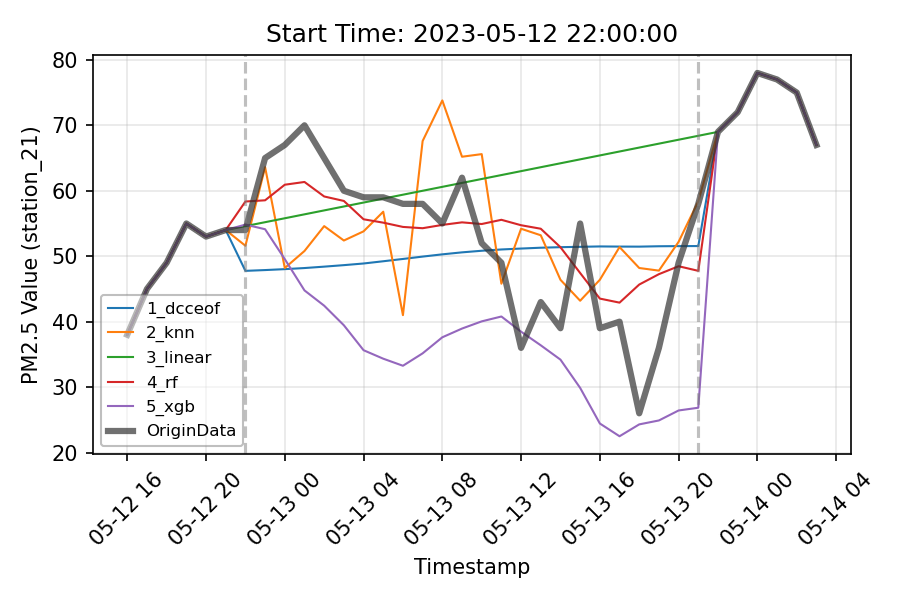 Start Time: 2023-05-12 22:00:00
PM2.5 Value (station_21)
80
70
60
50
40
30
20
1_dcceof
2_knn
3_linear
4_rf
5_xgb
OriginData
05-12 16
05-12 20
05-13 00
05-13 04
05-13 08
05-13 12
05-13 16
05-13 20
05-14 00
05-14 04
Timestamp